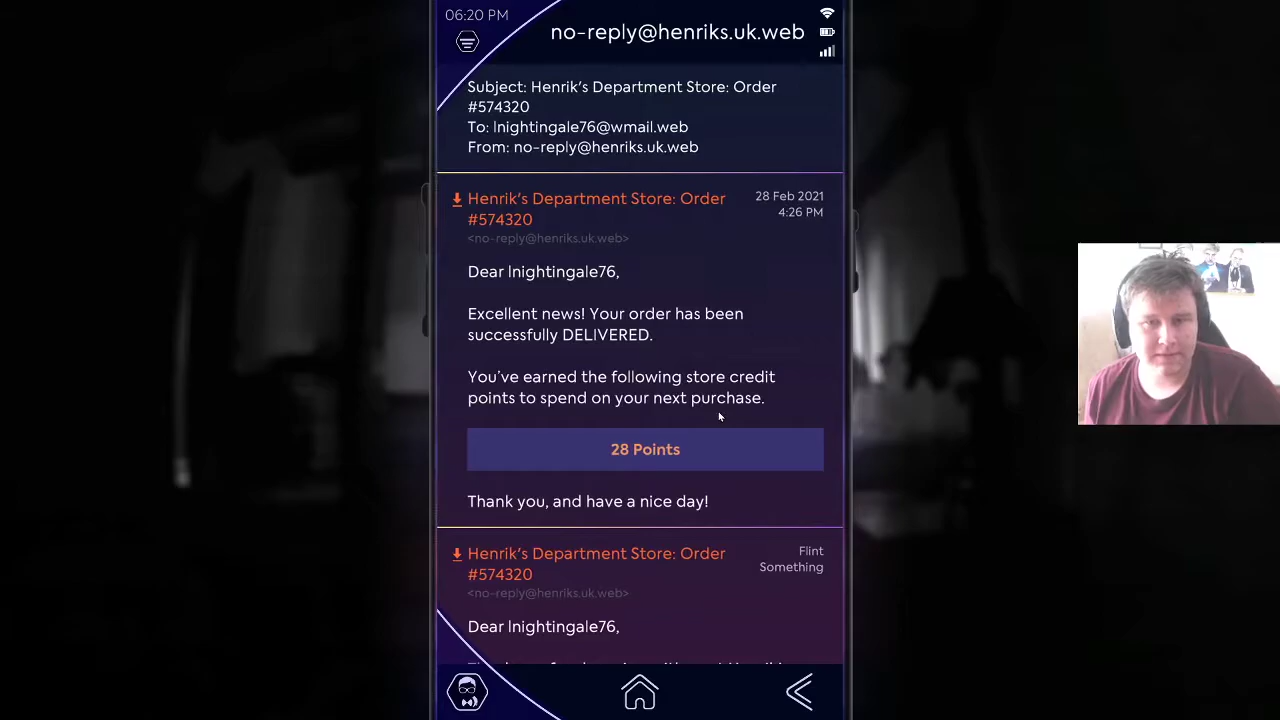 06:20 PM
no-reply@henriks.uk.web
Subject: Henrik's Department Store: Order
#574320
To: lnightingale76@wmail.web
From: no-reply@henriks.uk.web
Henrik's Department Store: Order
#574320
28 Feb 2021
4:26 PM
<no-reply@henriks.uk.web>
Dear lnightingale76,
Excellent news! Your order has been
successfully DELIVERED.
You've earned the following store credit
points to spend on your next purchase.
28 Points
Thank you, and have a nice day!
Henrik's Department Store: Order
#574320
Flint
Something
<no-reply@henriks.uk.web>
Dear lnightingale76,